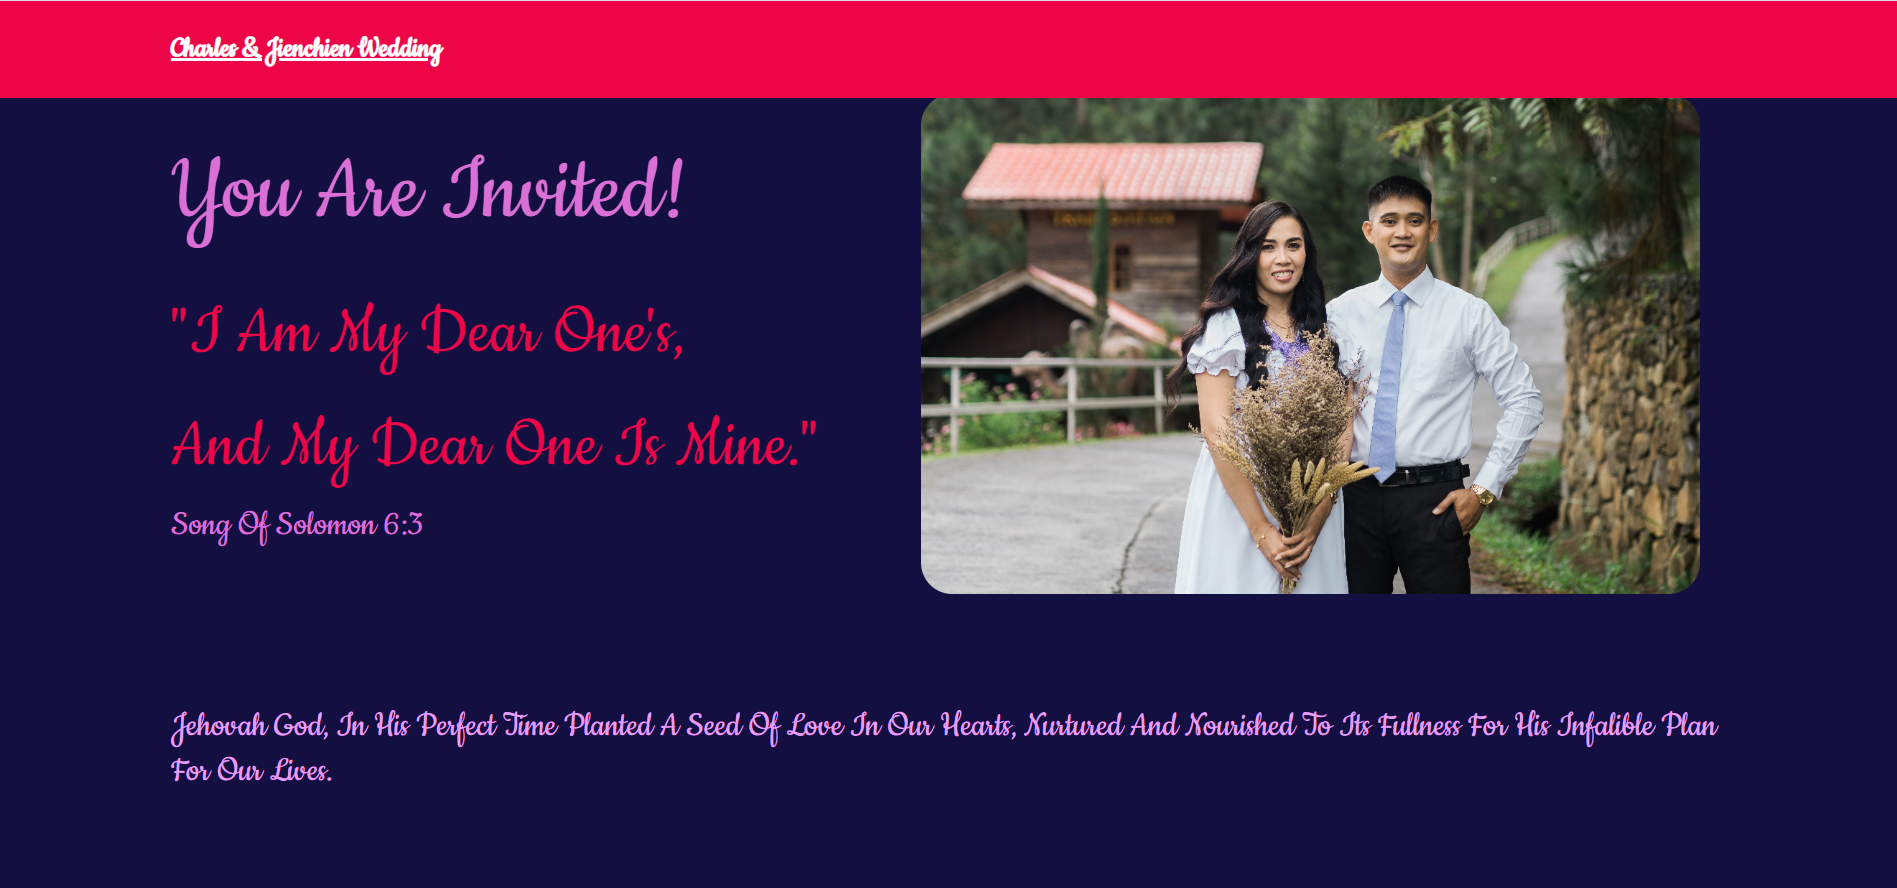 Charles & Jienchien Wedding
You Are Invited!
"I Am My Dear One's,
And My Dear One Is Mine."
Song Of Solomon 6:3
Jehovah God, In His Perfect Time Planted A Seed Of Love In Our Hearts, Nurtured And Nourished To Its Fullness For His Infalible Plan
For Our Lives.